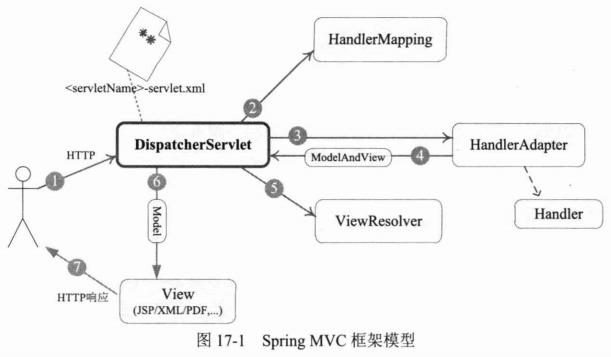 **
HandlerMapping
<servletName>-servlet.xml
2
3
DispatcherServlet
HandlerAdapter
HTTP
ModelAndView
4
1
6
5
Model
ViewResolver
Handler
7
HTTP响应
View
(JSP/XML/PDF,...)
图 17-1 Spring MVC 框架模型